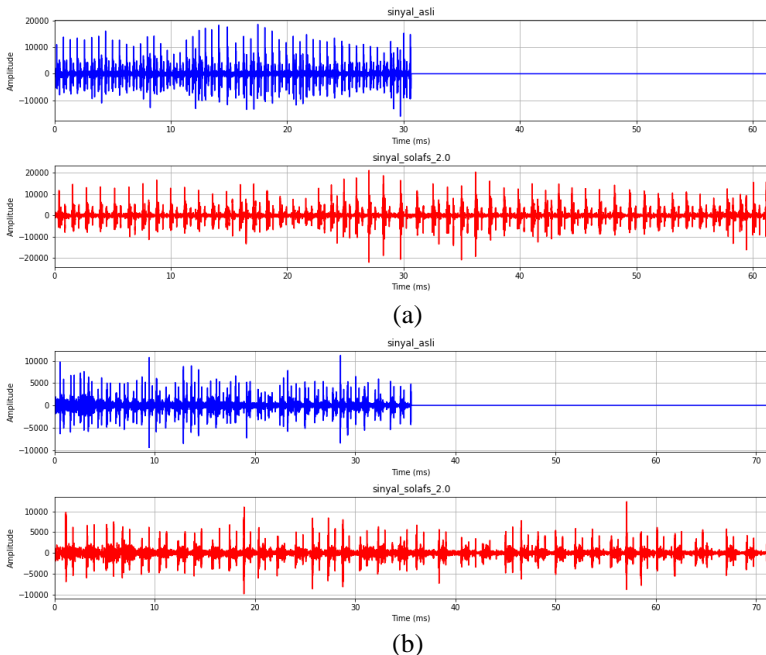 sinyal_asli
20000
10000
0
−10000
Amplitude
0 10 20 30 40 50 60
Time (ms)
sinyal_solafs_2.0
20000
10000
0
−10000
−20000
Amplitude
0 10 20 30 40 50 60
Time (ms)
(a)
sinyal_asli
10000
5000
0
−5000
−10000
Amplitude
0 10 20 30 40 50 60 70
Time (ms)
sinyal_solafs_2.0
10000
5000
0
−5000
−10000
Amplitude
0 10 20 30 40 50 60 70
Time (ms)
(b)